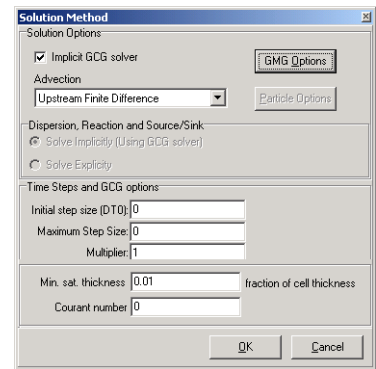 Solution Method
Solution Options
Implicit GCG solver
GMG Options
Advection
Upstream Finite Difference
Particle Options
Dispersion, Reaction and Source/Sink
Solve Implicitly (Using GCG solver)
Solve Explicity
Time Steps and GCG options
Initial step size (DT0): 0
Maximum Step Size: 0
Multiplier: 1
Min. sat. thickness 0.01 fraction of cell thickness
Courant number 0
OK Cancel